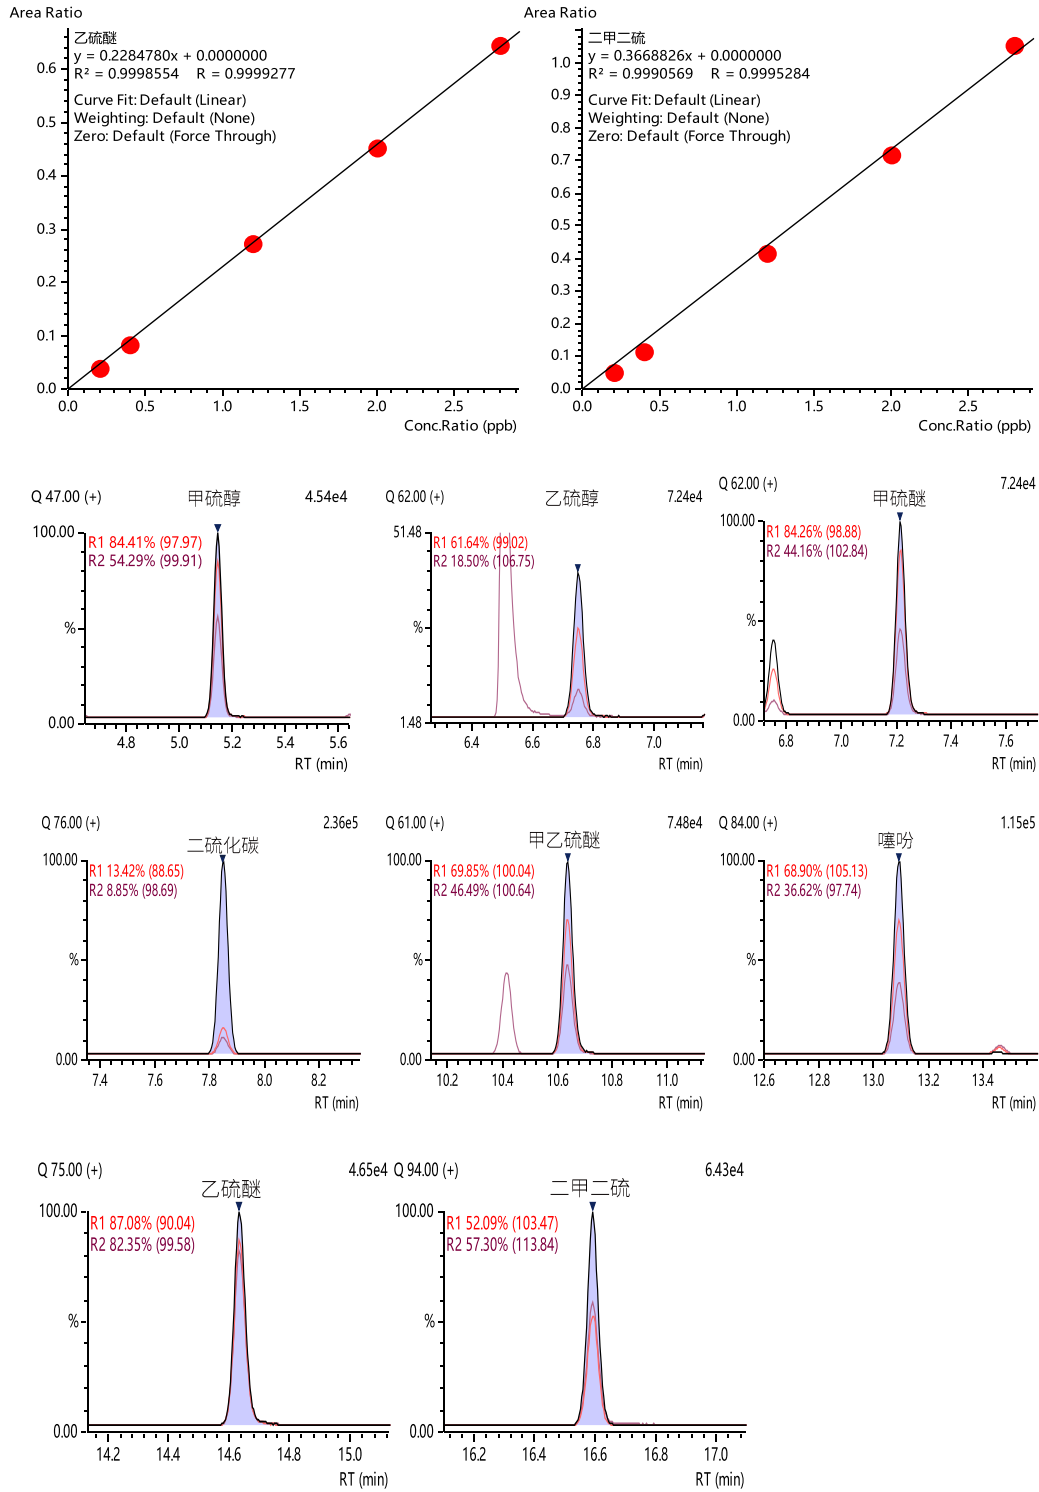 Area Ratio
乙硫醚
y = 0.2284780x + 0.0000000
R² = 0.9998554 R = 0.9999277
Curve Fit: Default (Linear)
Weighting: Default (None)
Zero: Default (Force Through)
0.6
0.5
0.4
0.3
0.2
0.1
0.0
0.0 0.5 1.0 1.5 2.0 2.5
Conc.Ratio (ppb)
Area Ratio
二甲二硫
y = 0.3668826x + 0.0000000
R² = 0.9990569 R = 0.9995284
Curve Fit: Default (Linear)
Weighting: Default (None)
Zero: Default (Force Through)
1.0
0.9
0.8
0.7
0.6
0.5
0.4
0.3
0.2
0.1
0.0
0.0 0.5 1.0 1.5 2.0 2.5
Conc.Ratio (ppb)
Q 47.00 (+) 甲硫醇 4.54e4
100.00
R1 84.41% (97.97)
R2 54.29% (99.91)
%
0.00
4.8 5.0 5.2 5.4 5.6
RT (min)
Q 62.00 (+) 乙硫醇 7.24e4
51.48
R1 61.64% (99.02)
R2 18.50% (106.75)
%
1.48
6.4 6.6 6.8 7.0
RT (min)
Q 62.00 (+) 甲硫醚 7.24e4
100.00
R1 84.26% (98.88)
R2 44.16% (102.84)
%
0.00
6.8 7.0 7.2 7.4 7.6
RT (min)
Q 76.00 (+) 二硫化碳 2.36e5
100.00
R1 13.42% (88.65)
R2 8.85% (98.69)
%
0.00
7.4 7.6 7.8 8.0 8.2
RT (min)
Q 61.00 (+) 甲乙硫醚 7.48e4
100.00
R1 69.85% (100.04)
R2 46.49% (100.64)
%
0.00
10.2 10.4 10.6 10.8 11.0
RT (min)
Q 84.00 (+) 噻吩 1.15e5
100.00
R1 68.90% (105.13)
R2 36.62% (97.74)
%
0.00
12.6 12.8 13.0 13.2 13.4
RT (min)
Q 75.00 (+) 乙硫醚 4.65e4
100.00
R1 87.08% (90.04)
R2 82.35% (99.58)
%
0.00
14.2 14.4 14.6 14.8 15.0
RT (min)
Q 94.00 (+) 二甲二硫 6.43e4
100.00
R1 52.09% (103.47)
R2 57.30% (113.84)
%
0.00
16.2 16.4 16.6 16.8 17.0
RT (min)